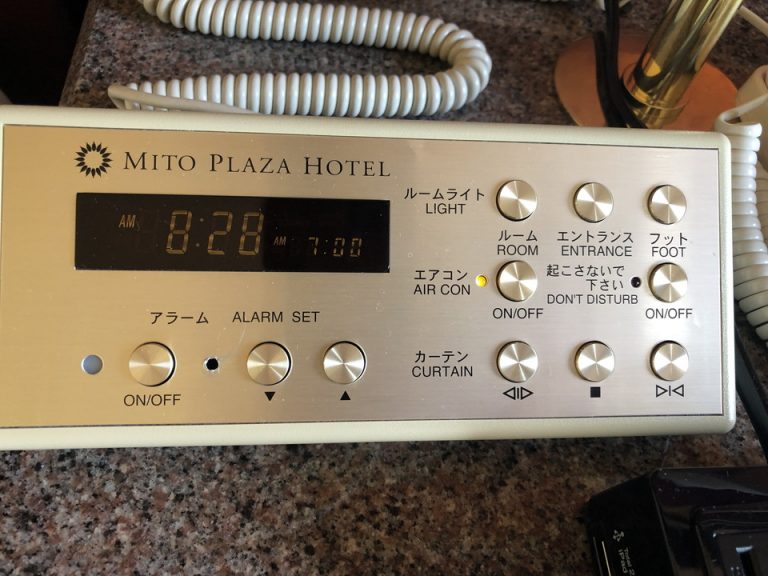 MITO PLAZA HOTEL
AM 8:28 AM 7:00
アラーム ALARM SET
ON/OFF
▼
▲
ルームライト
LIGHT
ルーム
ROOM
エントランス
ENTRANCE
フット
FOOT
エアコン
AIR CON
ON/OFF
起こさないで
下さい
DON'T DISTURB
ON/OFF
カーテン
CURTAIN